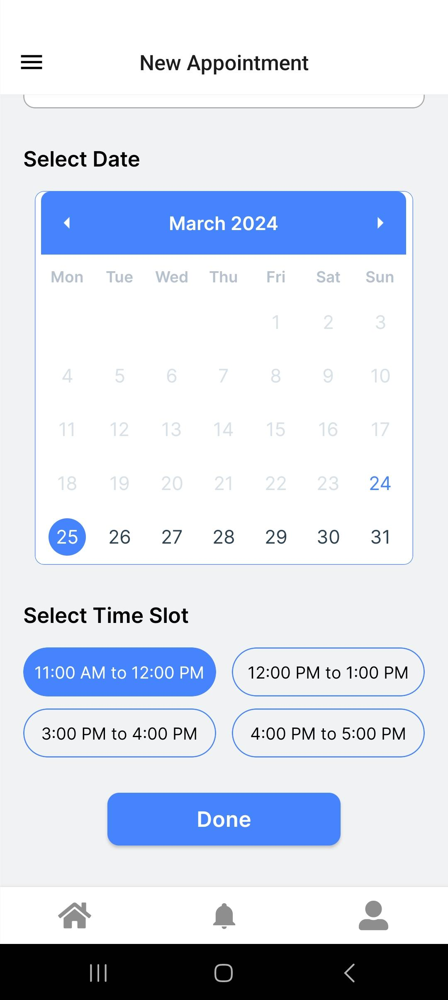 New Appointment
Select Date
March 2024
Mon Tue Wed Thu Fri Sat Sun
1 2 3
4 5 6 7 8 9 10
11 12 13 14 15 16 17
18 19 20 21 22 23 24
25 26 27 28 29 30 31
Select Time Slot
11:00 AM to 12:00 PM 12:00 PM to 1:00 PM
3:00 PM to 4:00 PM 4:00 PM to 5:00 PM
Done